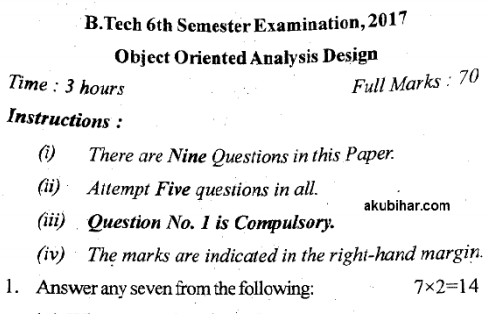 B.Tech 6th Semester Examination, 2017
Object Oriented Analysis Design
Time : 3 hours Full Marks : 70
Instructions :
(i) There are Nine Questions in this Paper.
(ii) Attempt Five questions in all.
akubihar.com
(iii) Question No. 1 is Compulsory.
(iv) The marks are indicated in the right-hand margin.
1. Answer any seven from the following: 7×2=14